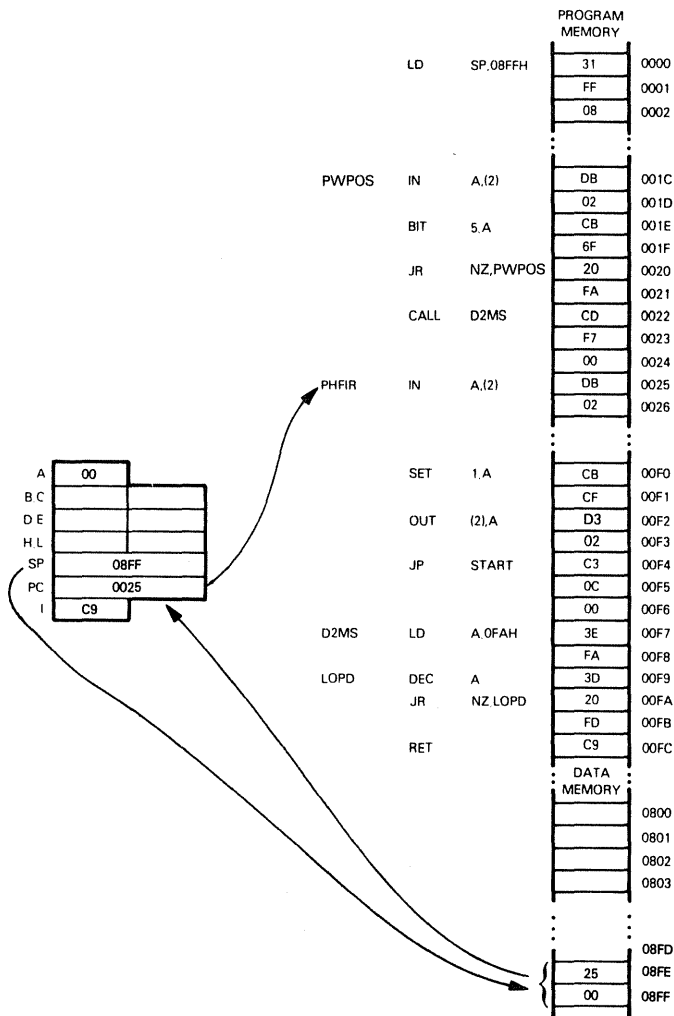 PROGRAM
MEMORY
LD SP,08FFH 31 0000
FF 0001
08 0002
PWPOS IN A,(2) DB 001C
02 001D
BIT 5,A CB 001E
6F 001F
JR NZ,PWPOS 20 0020
FA 0021
CALL D2MS CD 0022
F7 0023
00 0024
PHFIR IN A,(2) DB 0025
02 0026
A 00
B C
D E
H L
SP 08FF
PC 0025
I C9
SET 1,A CB 00F0
CF 00F1
OUT (2),A D3 00F2
02 00F3
JP START C3 00F4
0C 00F5
00 00F6
D2MS LD A,0FAH 3E 00F7
FA 00F8
LOPD DEC A 3D 00F9
JR NZ,LOPD 20 00FA
FD 00FB
RET C9 00FC
DATA
MEMORY
0800
0801
0802
0803
08FD
25 08FE
00 08FF